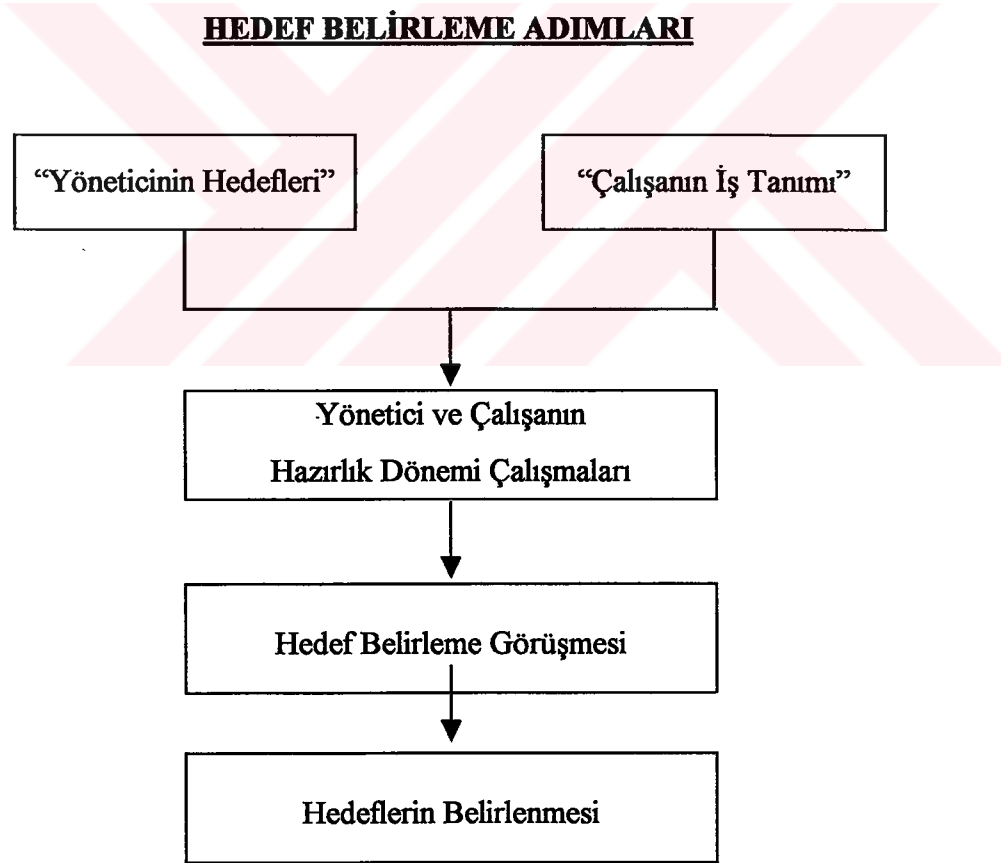 HEDEF BELİRLEME ADIMLARI
“Yöneticinin Hedefleri”
“Çalışanın İş Tanımı”
Yönetici ve Çalışanın
Hazırlık Dönemi Çalışmaları
Hedef Belirleme Görüşmesi
Hedeflerin Belirlenmesi